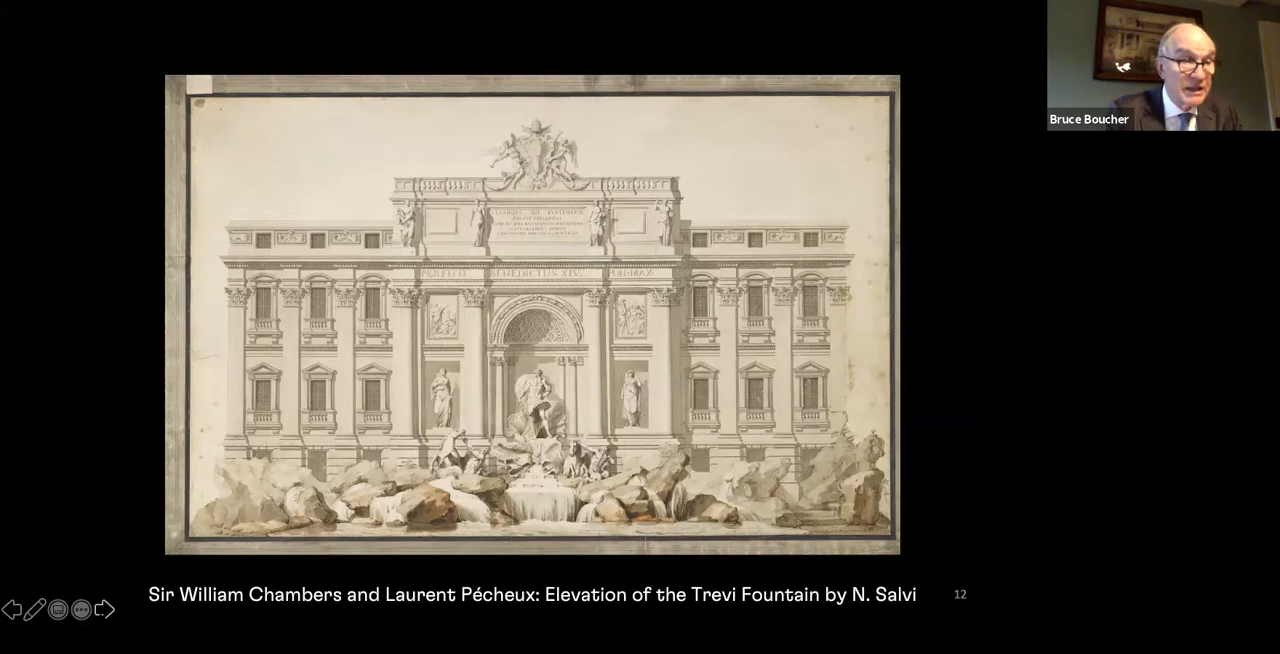 Bruce Boucher
PERFECIT BENEDICTUS XIV. PON. MAX
Sir William Chambers and Laurent Pécheux: Elevation of the Trevi Fountain by N. Salvi
12